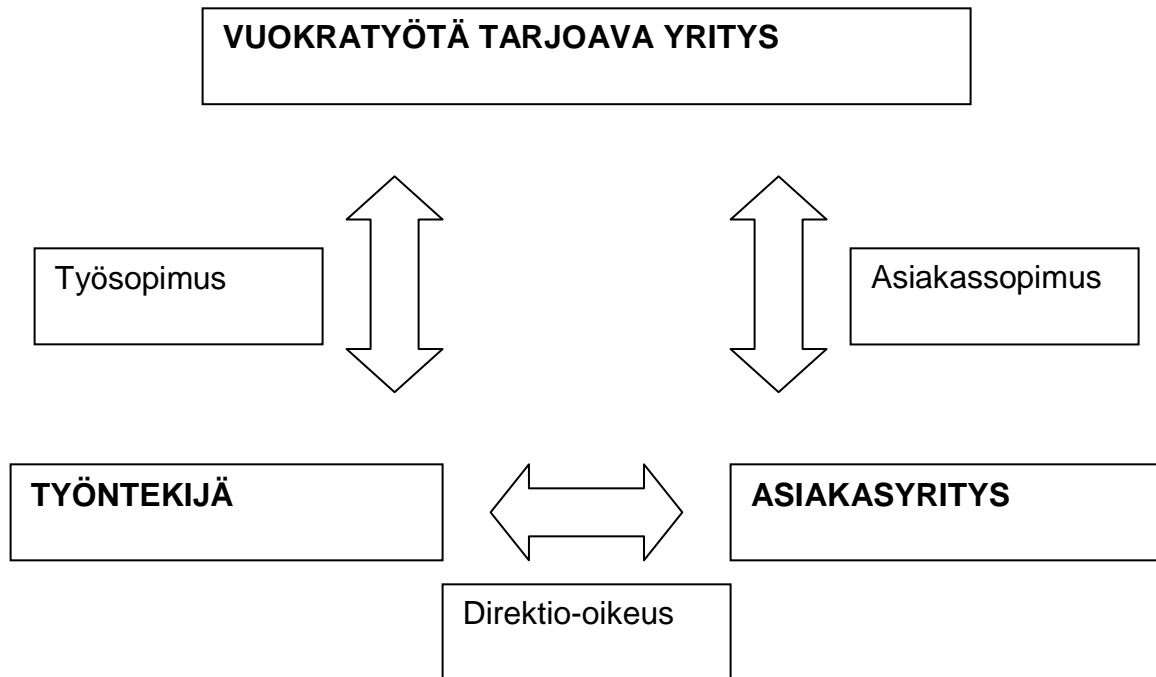 VUOKRATYÖTÄ TARJOAVA YRITYS
Työsopimus
Asiakassopimus
TYÖNTEKIJÄ
ASIAKASYRITYS
Direktio-oikeus